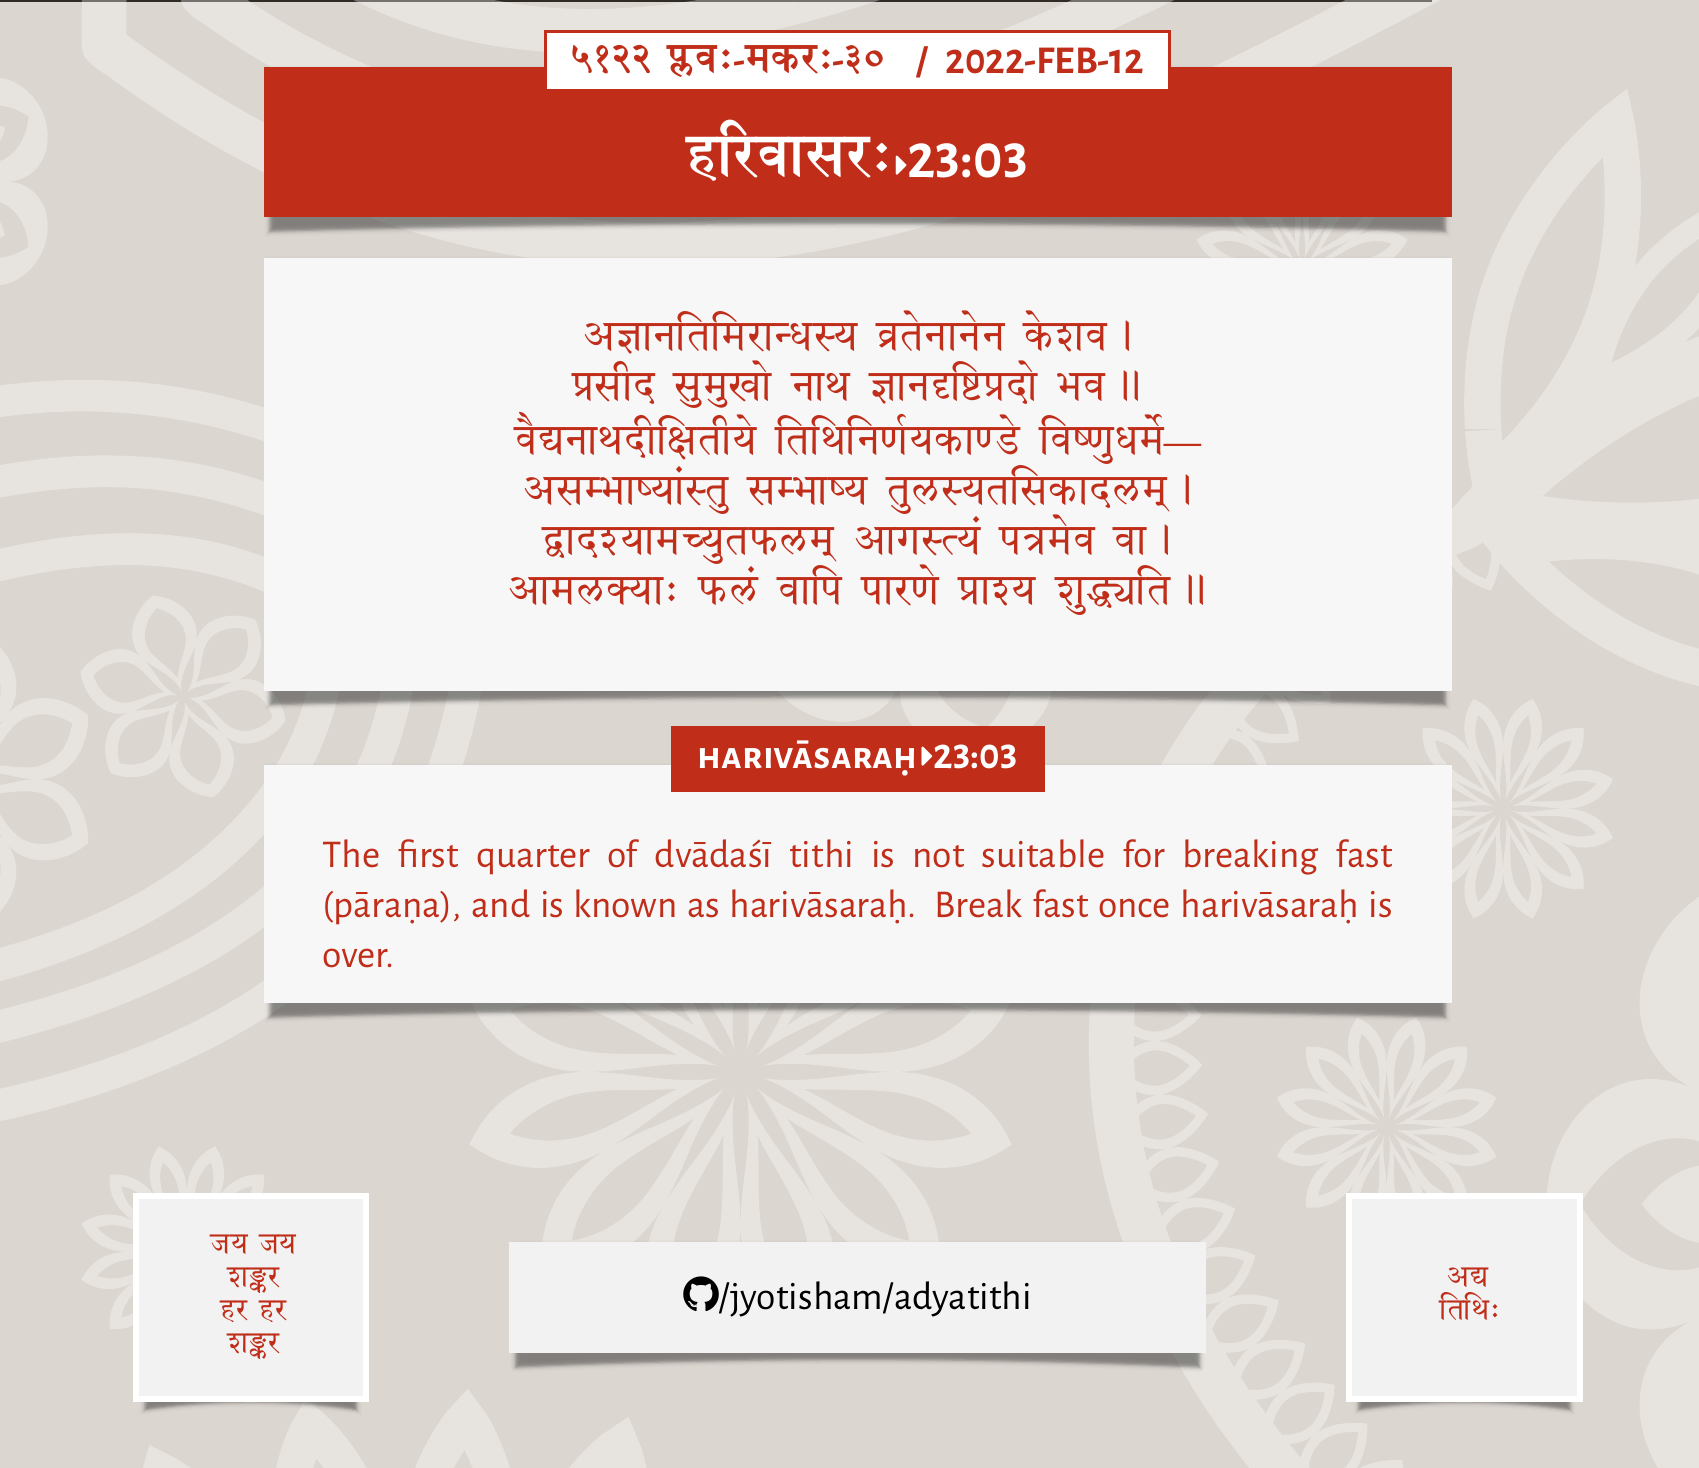 ५१२२ प्लवः-मकरः-३० / 2022-FEB-12
हरिवासरः▸23:03
अज्ञानतिमिरान्धस्य व्रतेनानेन केशव ।
प्रसीद सुमुखो नाथ ज्ञानदृष्टिप्रदो भव ॥
वैद्यनाथदीक्षितीये तिथिनिर्णयकाण्डे विष्णुधर्मे—
असम्भाष्यांस्तु सम्भाष्य तुलस्यतसिकादलम् ।
द्वादश्यामच्युतफलम् आगस्त्यं पत्रमेव वा ।
आमलक्याः फलं वापि पारणे प्राश्य शुद्ध्यति ॥
HARIVĀSARAḤ▸23:03
The first quarter of dvādaśī tithi is not suitable for breaking fast
(pāraṇa), and is known as harivāsaraḥ. Break fast once harivāsaraḥ is
over.
जय जय
शङ्कर
हर हर
शङ्कर
/jyotisham/adyatithi
अद्य
तिथिः